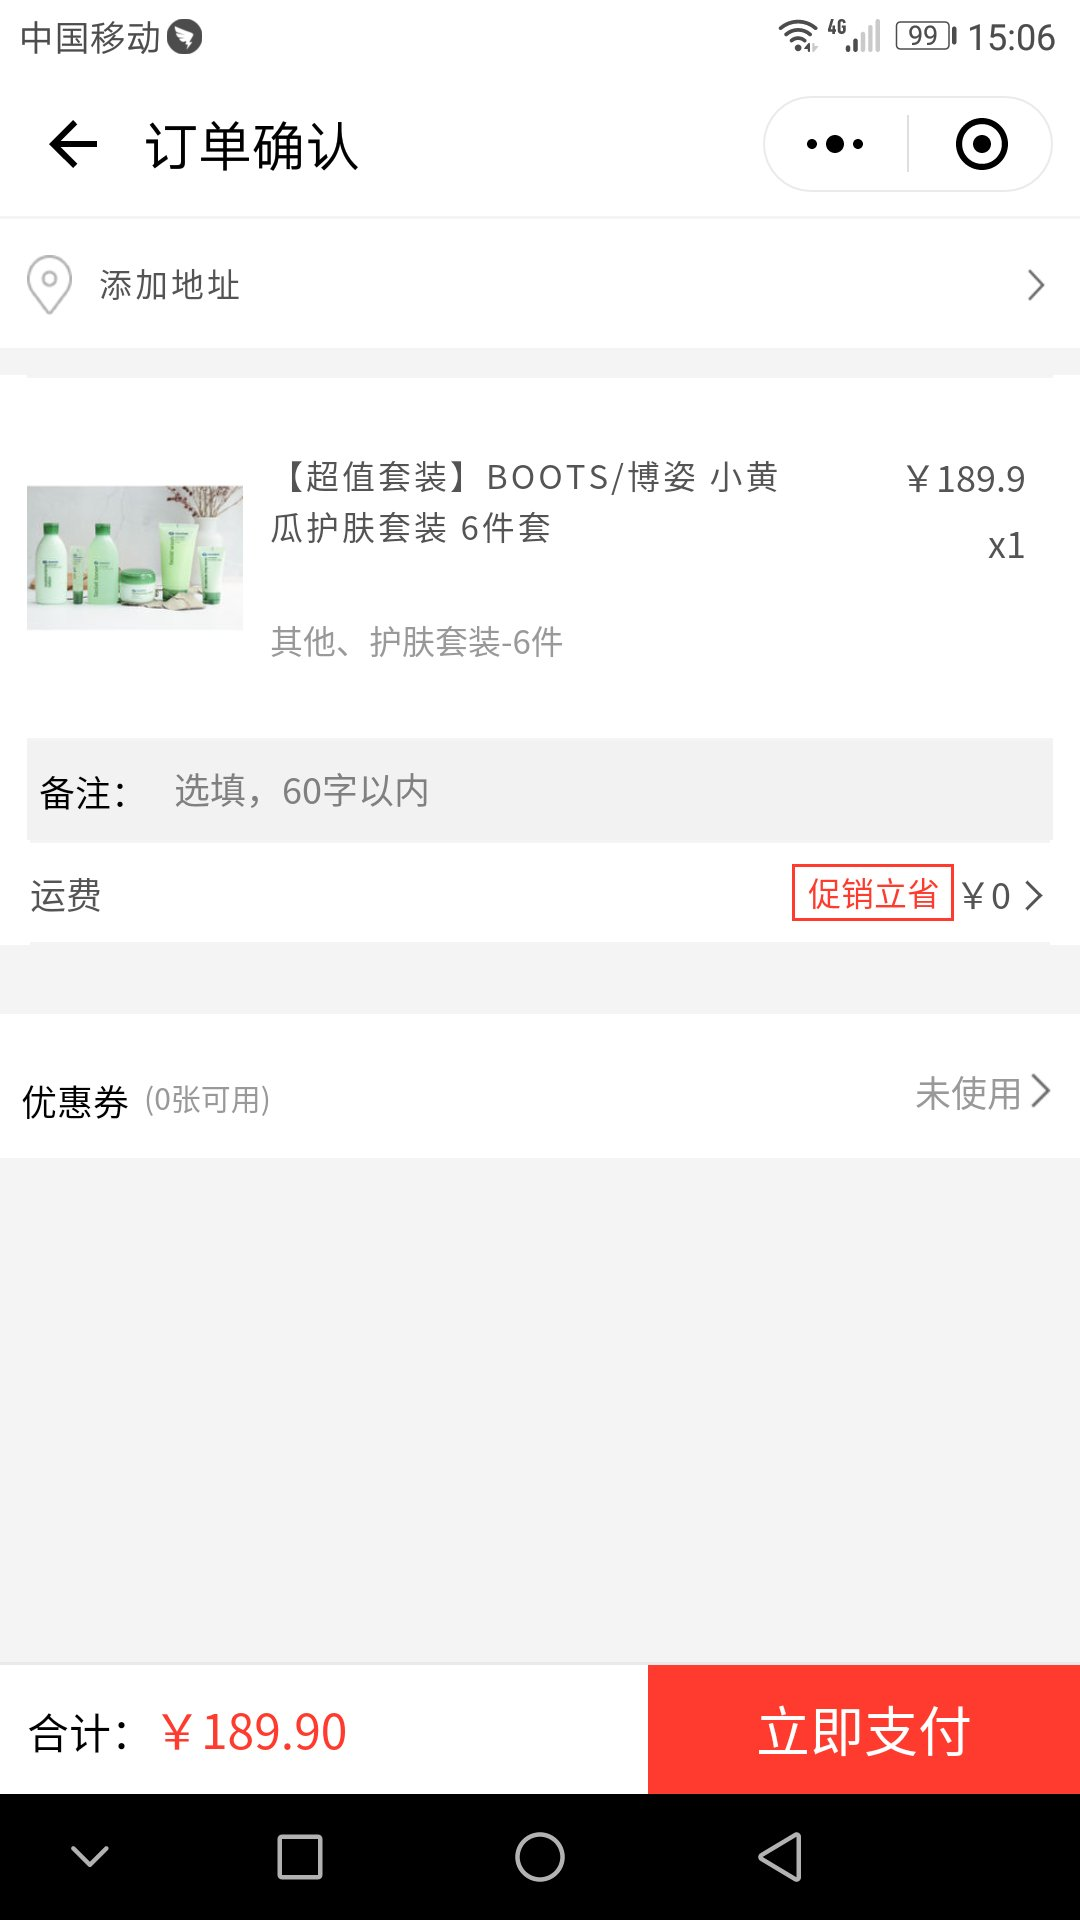 中国移动 4G 99 15:06
订单确认
添加地址
【超值套装】BOOTS/博姿 小黄 ￥189.9
瓜护肤套装 6件套 x1
其他、护肤套装-6件
备注： 选填，60字以内
运费 促销立省 ￥0
优惠券 (0张可用) 未使用
合计：￥189.90 立即支付